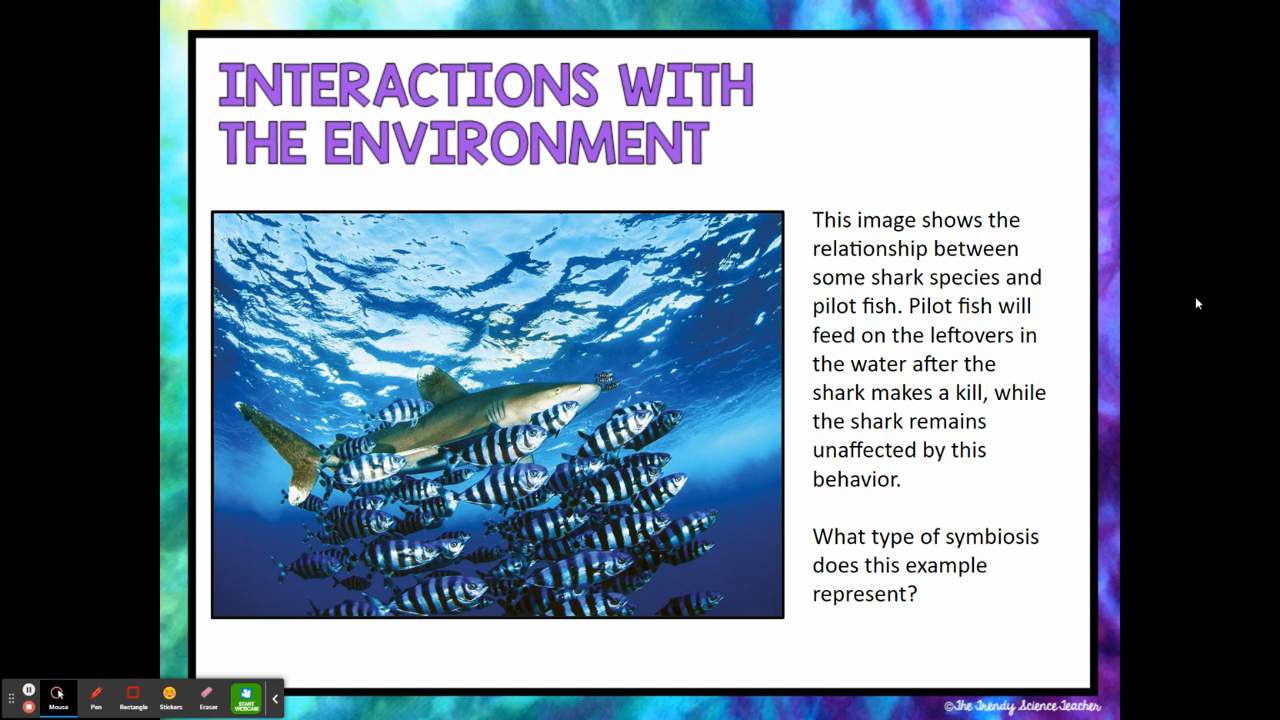 INTERACTIONS WITH
THE ENVIRONMENT
This image shows the
relationship between
some shark species and
pilot fish. Pilot fish will
feed on the leftovers in
the water after the
shark makes a kill, while
the shark remains
unaffected by this
behavior.
What type of symbiosis
does this example
represent?
Mouse
Pen
Rectangle
Stickers
Eraser
START
WEBCAM
©The Trendy Science Teacher